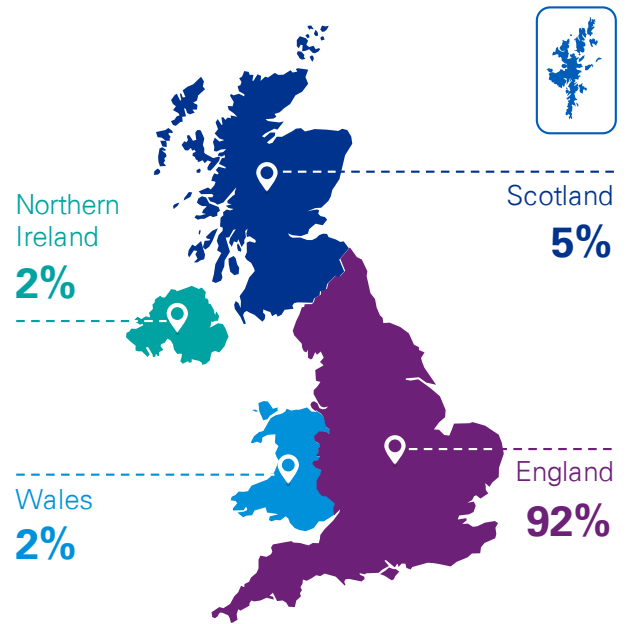 Northern
Ireland
2%
Scotland
5%
Wales
2%
England
92%